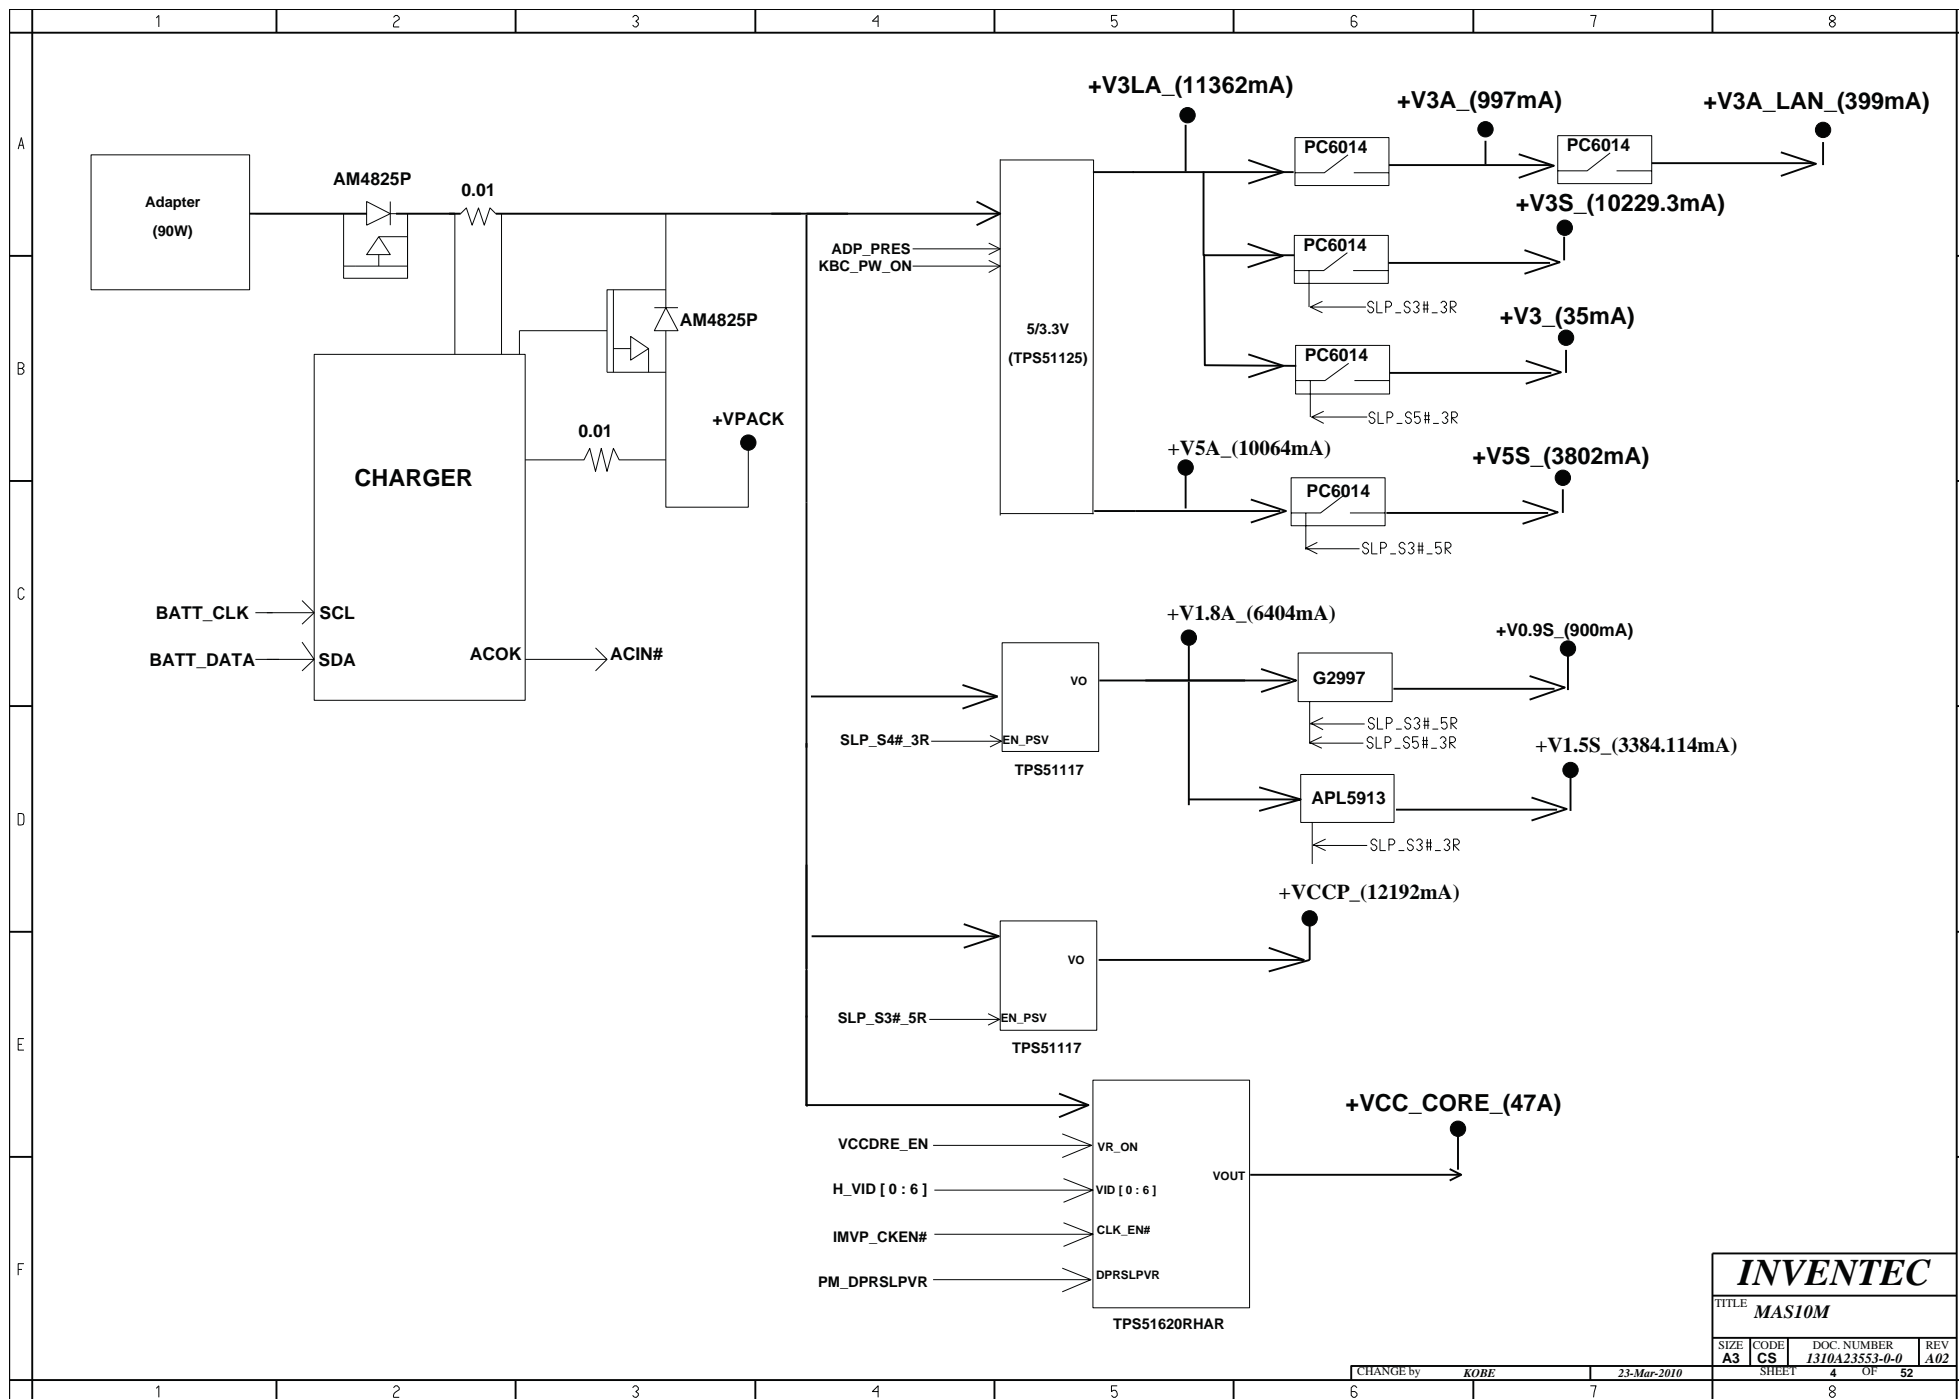 1 2 3 4 5 6 7 8
A
B
C
D
E
F
Adapter
(90W)
AM4825P
0.01
AM4825P
0.01
+VPACK
CHARGER
BATT_CLK
SCL
BATT_DATA
SDA
ACOK
ACIN#
ADP_PRES
KBC_PW_ON
5/3.3V
(TPS51125)
+V3LA_(11362mA)
+V3A_(997mA)
+V3A_LAN_(399mA)
PC6014
PC6014
+V3S_(10229.3mA)
PC6014
SLP_S3#_3R
+V3_(35mA)
PC6014
SLP_S5#_3R
+V5A_(10064mA)
+V5S_(3802mA)
PC6014
SLP_S3#_5R
+V1.8A_(6404mA)
+V0.9S_(900mA)
VO
G2997
SLP_S3#_5R
SLP_S5#_3R
SLP_S4#_3R
EN_PSV
TPS51117
+V1.5S_(3384.114mA)
APL5913
SLP_S3#_3R
+VCCP_(12192mA)
VO
SLP_S3#_5R
EN_PSV
TPS51117
+VCC_CORE_(47A)
VCCDRE_EN
VR_ON
VOUT
H_VID [ 0 : 6 ]
VID [ 0 : 6 ]
IMVP_CKEN#
CLK_EN#
PM_DPRSLPVR
DPRSLPVR
TPS51620RHAR
INVENTEC
TITLE MAS10M
SIZE CODE DOC. NUMBER REV
A3 CS 1310A23553-0-0 A02
CHANGE by KOBE 23-Mar-2010 SHEET 4 OF 52
1 2 3 4 5 6 7 8